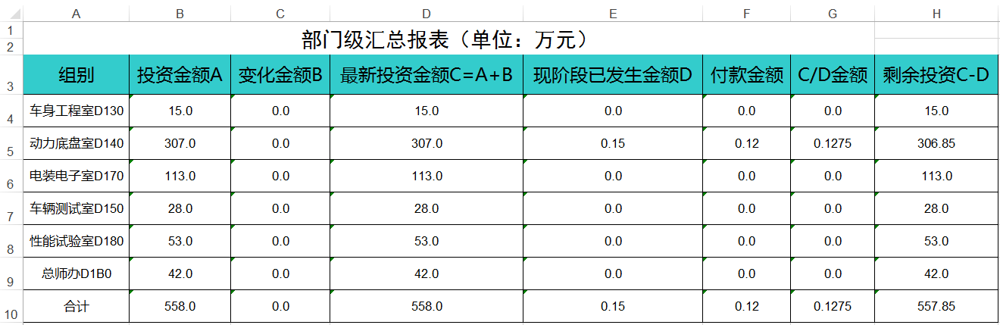 A B C D E F G H
1 部门级汇总报表（单位：万元）
2
3 组别 投资金额A 变化金额B 最新投资金额C=A+B 现阶段已发生金额D 付款金额 C/D金额 剩余投资C-D
4 车身工程室D130 15.0 0.0 15.0 0.0 0.0 0.0 15.0
5 动力底盘室D140 307.0 0.0 307.0 0.15 0.12 0.1275 306.85
6 电装电子室D170 113.0 0.0 113.0 0.0 0.0 0.0 113.0
7 车辆测试室D150 28.0 0.0 28.0 0.0 0.0 0.0 28.0
8 性能试验室D180 53.0 0.0 53.0 0.0 0.0 0.0 53.0
9 总师办D1B0 42.0 0.0 42.0 0.0 0.0 0.0 42.0
10 合计 558.0 0.0 558.0 0.15 0.12 0.1275 557.85